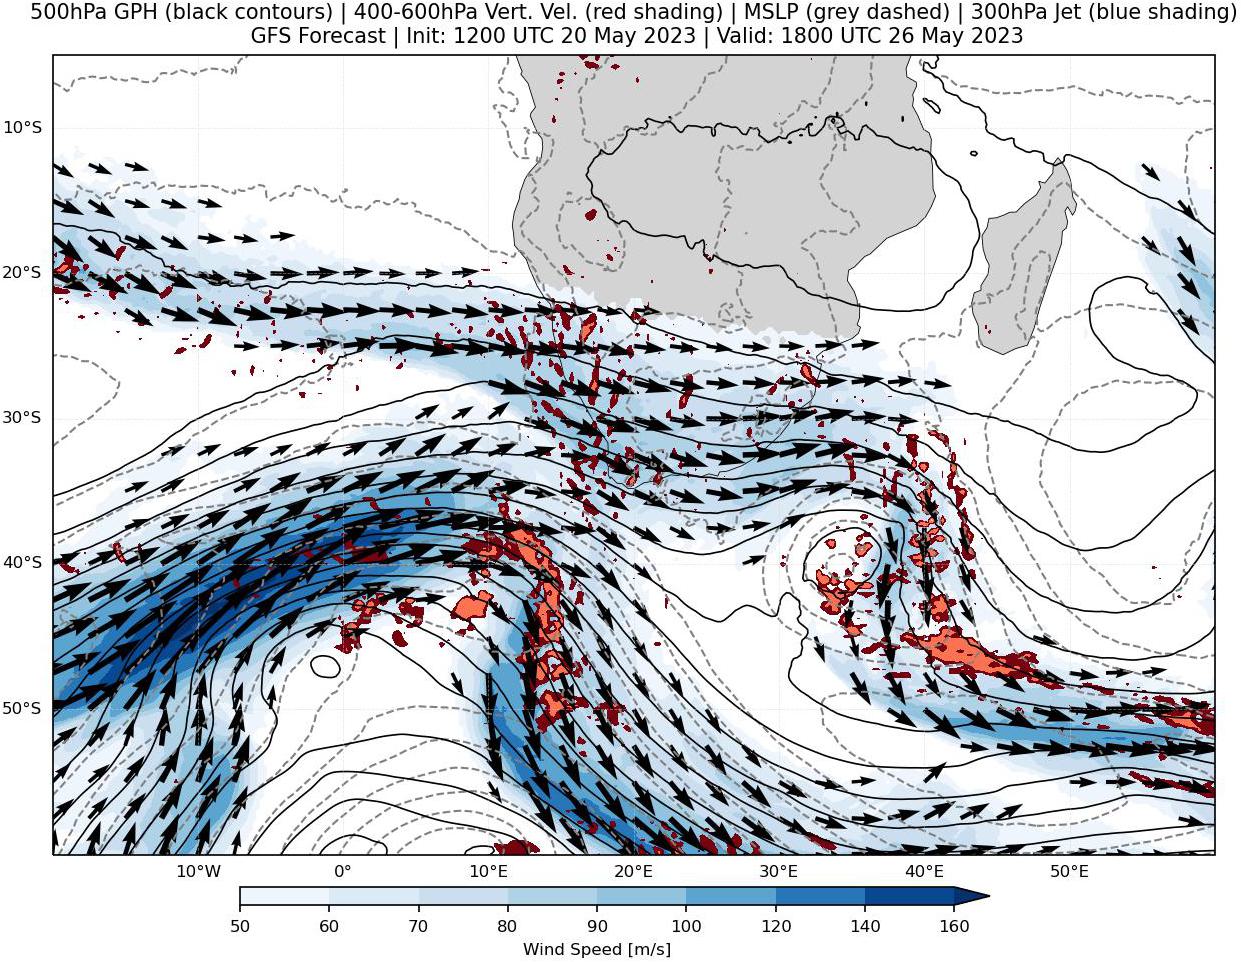 500hPa GPH (black contours) | 400-600hPa Vert. Vel. (red shading) | MSLP (grey dashed) | 300hPa Jet (blue shading)
GFS Forecast | Init: 1200 UTC 20 May 2023 | Valid: 1800 UTC 26 May 2023
10°S
20°S
30°S
40°S
50°S
10°W 0° 10°E 20°E 30°E 40°E 50°E
50 60 70 80 90 100 120 140 160
Wind Speed [m/s]